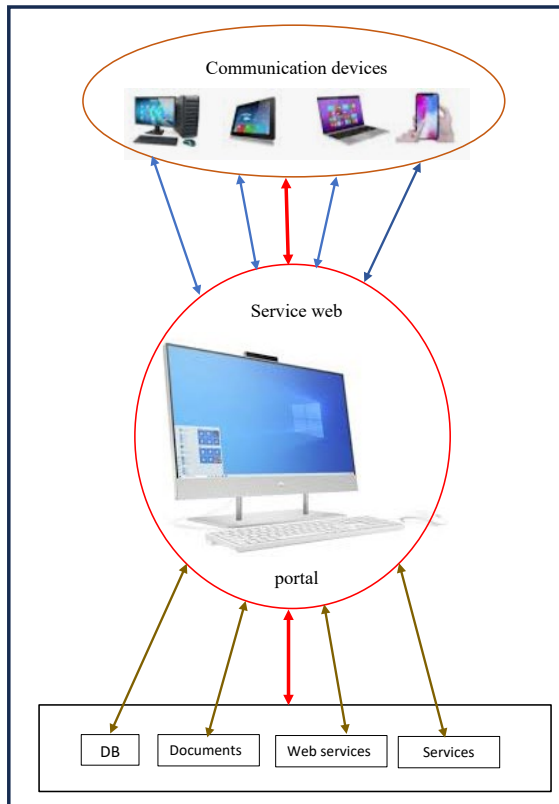 Communication devices
Service web
portal
DB
Documents
Web services
Services